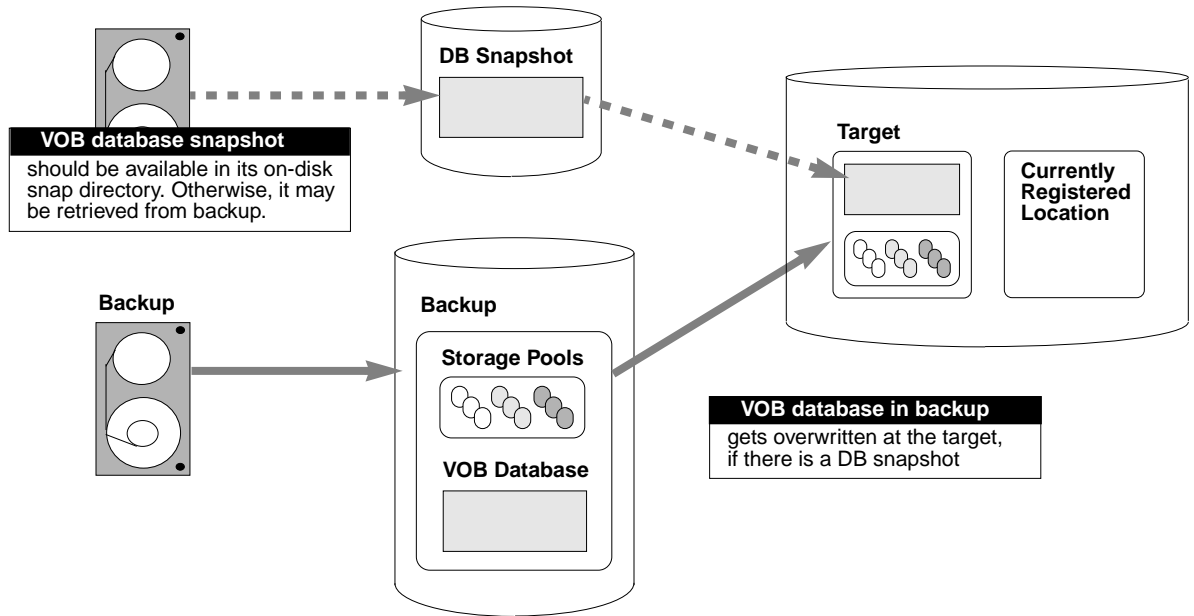 DB Snapshot
VOB database snapshot
should be available in its on-disk
snap directory. Otherwise, it may
be retrieved from backup.
Target
Currently
Registered
Location
Backup
Backup
Storage Pools
VOB Database
VOB database in backup
gets overwritten at the target,
if there is a DB snapshot